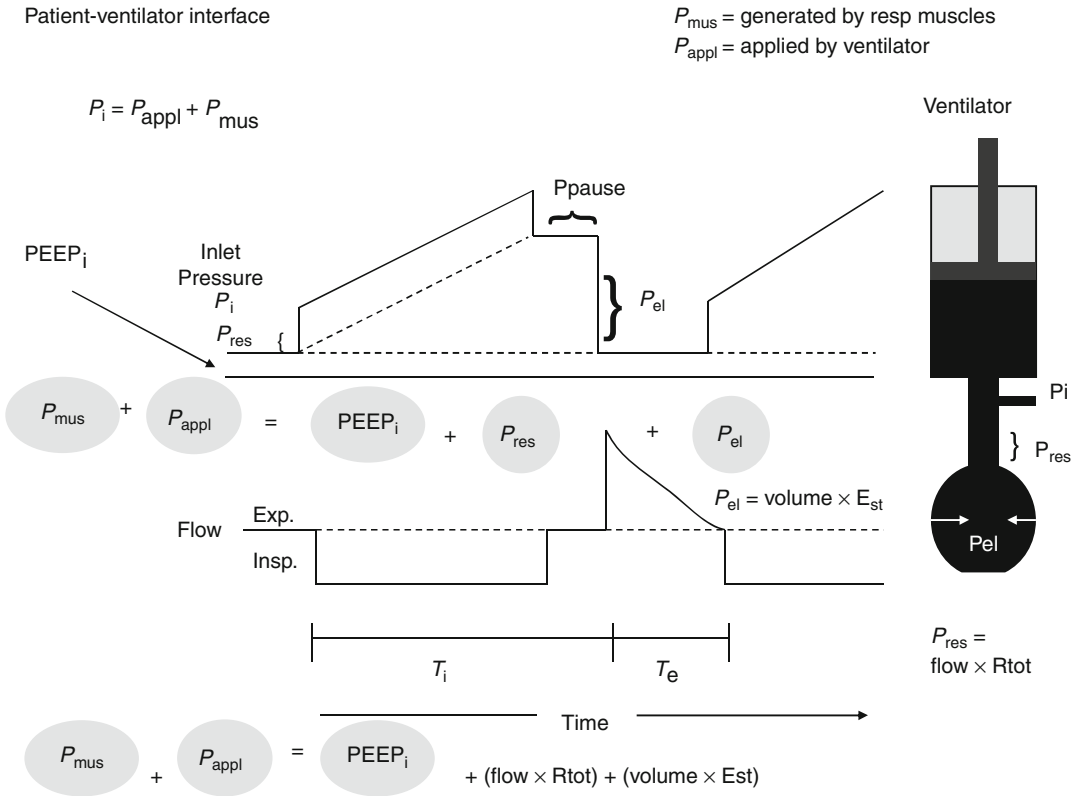 Patient-ventilator interface
Pmus = generated by resp muscles
Pappl = applied by ventilator
Pi = Pappl + Pmus
Ventilator
Ppause
PEEPi
Inlet
Pressure
Pi
Pel
Pres
Pmus + Pappl = PEEPi + Pres + Pel
Pi
Pres
Pel = volume × Est
Flow
Exp.
Insp.
Pel
Ti
Te
Pres =
flow × Rtot
Time
Pmus + Pappl = PEEPi + (flow × Rtot) + (volume × Est)